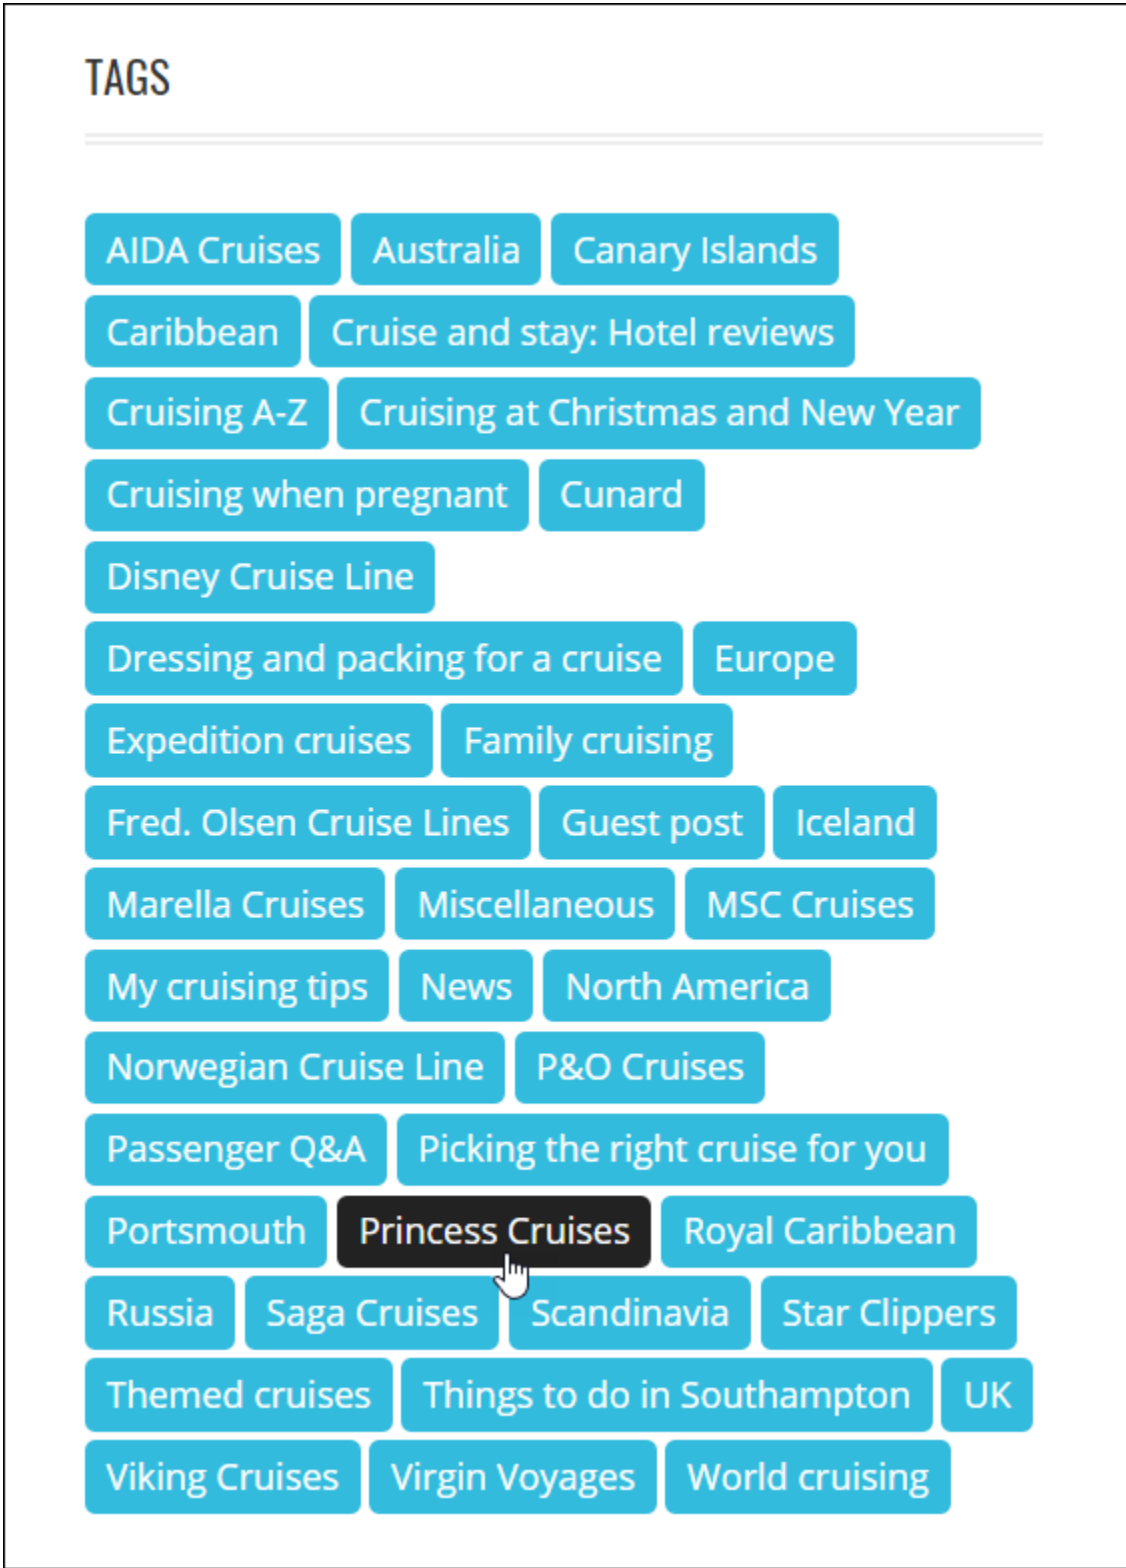 TAGS
AIDA Cruises Australia Canary Islands
Caribbean Cruise and stay: Hotel reviews
Cruising A-Z Cruising at Christmas and New Year
Cruising when pregnant Cunard
Disney Cruise Line
Dressing and packing for a cruise Europe
Expedition cruises Family cruising
Fred. Olsen Cruise Lines Guest post Iceland
Marella Cruises Miscellaneous MSC Cruises
My cruising tips News North America
Norwegian Cruise Line P&O Cruises
Passenger Q&A Picking the right cruise for you
Portsmouth Princess Cruises Royal Caribbean
Russia Saga Cruises Scandinavia Star Clippers
Themed cruises Things to do in Southampton UK
Viking Cruises Virgin Voyages World cruising